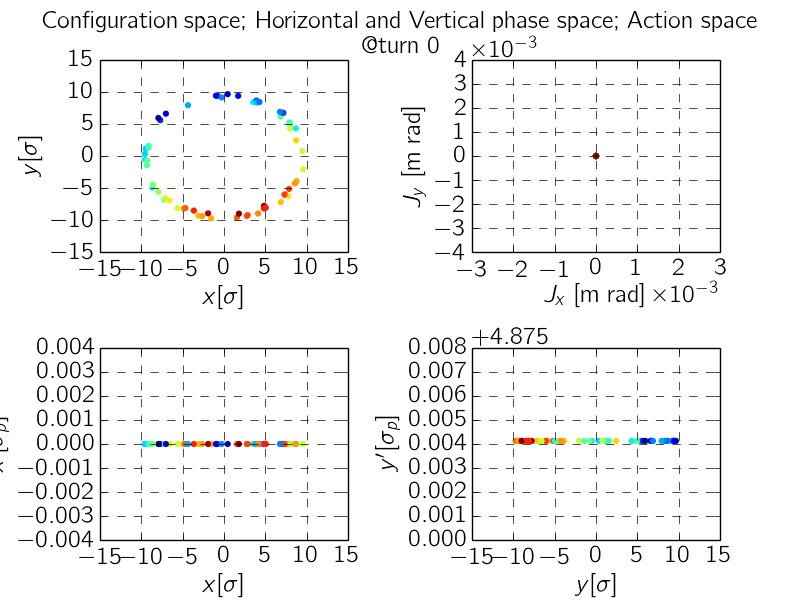 Configuration space; Horizontal and Vertical phase space; Action space
@turn 0
15
10
5
0
−5
−10
−15
y[σ]
−15 −10 −5 0 5 10 15
x[σ]
×10⁻³
4
3
2
1
0
−1
−2
−3
−4
J_y [m rad]
−3 −2 −1 0 1 2 3
J_x [m rad] ×10⁻³
0.004
0.003
0.002
0.001
0.000
−0.001
−0.002
−0.003
−0.004
−15 −10 −5 0 5 10 15
x[σ]
+4.875
0.008
0.007
0.006
0.005
0.004
0.003
0.002
0.001
0.000
y′[σ_p]
−15 −10 −5 0 5 10 15
y[σ]